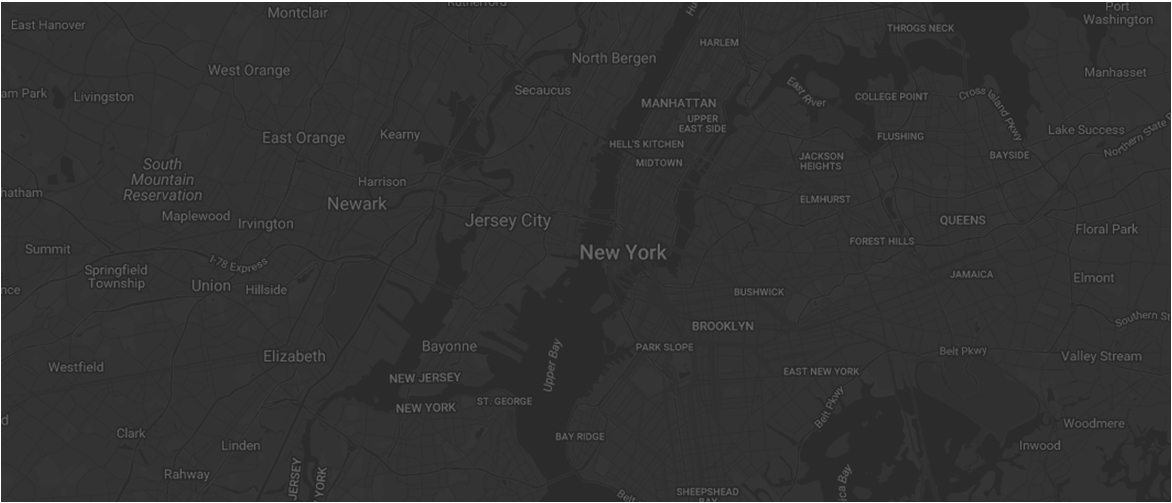 Rutherford
Port
Washington
Montclair
East Hanover
THROGS NECK
HARLEM
North Bergen
West Orange
Manhasset
Secaucus
East River
am Park
Livingston
COLLEGE POINT
Cross Island Pkwy
MANHATTAN
UPPER
EAST SIDE
Lake Success
Northern State P
East Orange
Kearny
FLUSHING
HELL'S KITCHEN
MIDTOWN
JACKSON
HEIGHTS
BAYSIDE
South
Mountain
Reservation
Harrison
hatham
Newark
ELMHURST
Maplewood
Irvington
Jersey City
QUEENS
Floral Park
Summit
New York
FOREST HILLS
I-78 Express
Springfield
Township
JAMAICA
Elmont
nce
Union
Hillside
BUSHWICK
Southern St
BROOKLYN
Bayonne
PARK SLOPE
Belt Pkwy
Elizabeth
Valley Stream
Westfield
Upper Bay
EAST NEW YORK
NEW JERSEY
NEW YORK
ST. GEORGE
Belt Pkwy
d
Clark
Woodmere
BAY RIDGE
Linden
Inwood
Rahway
JERSEY
YORK
ica Bay
Belt
SHEEPSHEAD
BAY
Hu